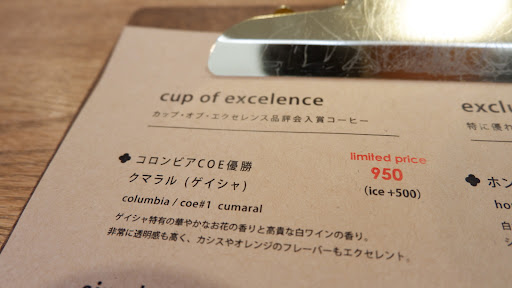 cup of excelence
カップ・オブ・エクセレンス品評会入賞コーヒー
コロンビアCOE優勝
クマラル（ゲイシャ）
limited price
950
(ice +500)
columbia / coe#1 cumaral
ゲイシャ特有の華やかなお花の香りと高貴な白ワインの香り。
非常に透明感も高く、カシスやオレンジのフレーバーもエクセレント。
exclu
特に優れ
ホン